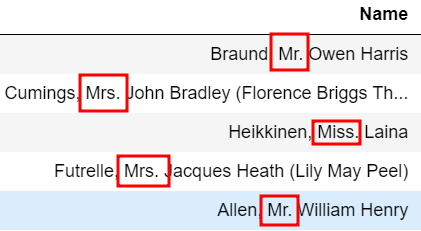 Name
Braund, Mr. Owen Harris
Cumings, Mrs. John Bradley (Florence Briggs Th...
Heikkinen, Miss. Laina
Futrelle, Mrs. Jacques Heath (Lily May Peel)
Allen, Mr. William Henry